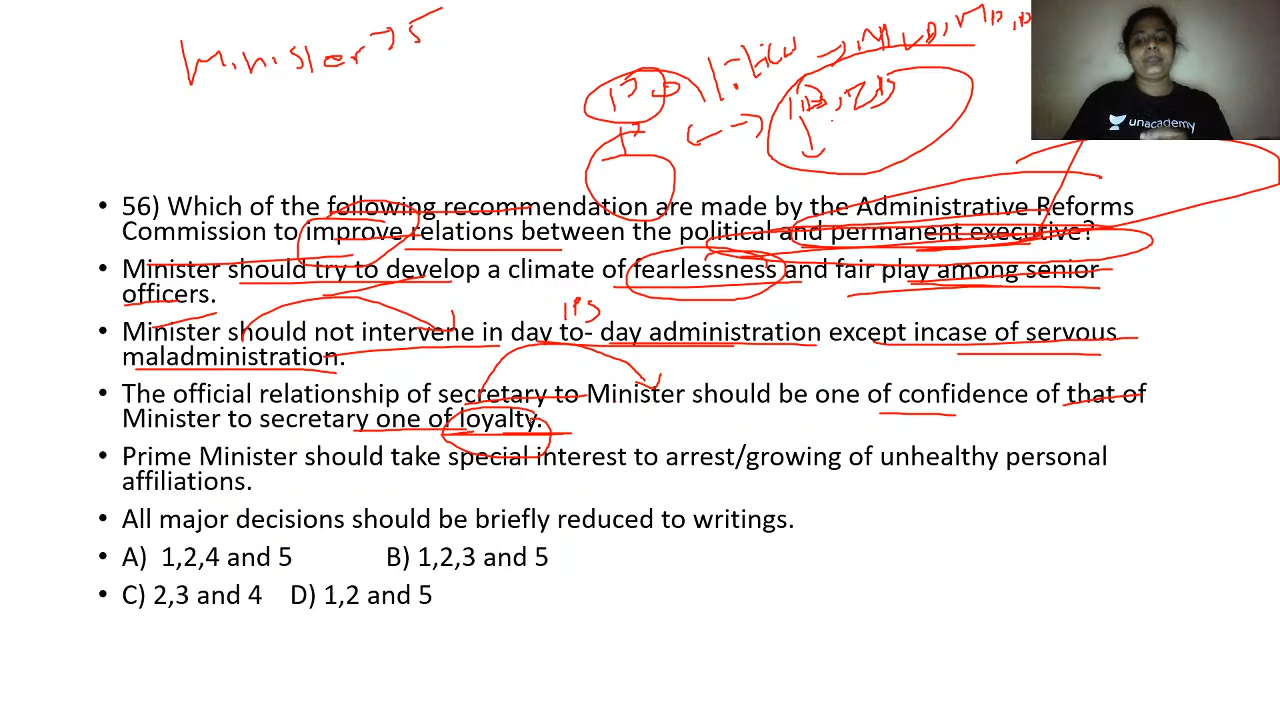 Minister → 5
unacademy
• 56) Which of the following recommendation are made by the Administrative Reforms
Commission to improve relations between the political and permanent executive?
• Minister should try to develop a climate of fearlessness and fair play among senior
officers.
IPS
• Minister should not intervene in day to- day administration except incase of servous
maladministration.
• The official relationship of secretary to Minister should be one of confidence of that of
Minister to secretary one of loyalty.
• Prime Minister should take special interest to arrest/growing of unhealthy personal
affiliations.
• All major decisions should be briefly reduced to writings.
• A) 1,2,4 and 5 B) 1,2,3 and 5
• C) 2,3 and 4 D) 1,2 and 5